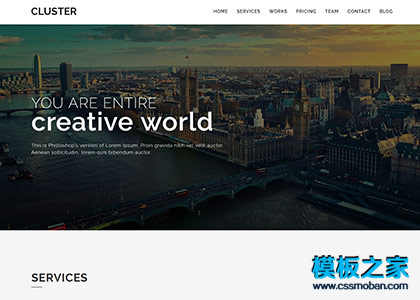 CLUSTER
HOME SERVICES WORKS PRICING TEAM CONTACT BLOG
YOU ARE ENTIRE
creative world
This is Photoshop's version of Lorem Ipsum. Proin gravida nibh vel velit auctor.
Aenean sollicitudin, lorem quis bibendum auctor.
SERVICES
模板之家
www.cssmoban.com